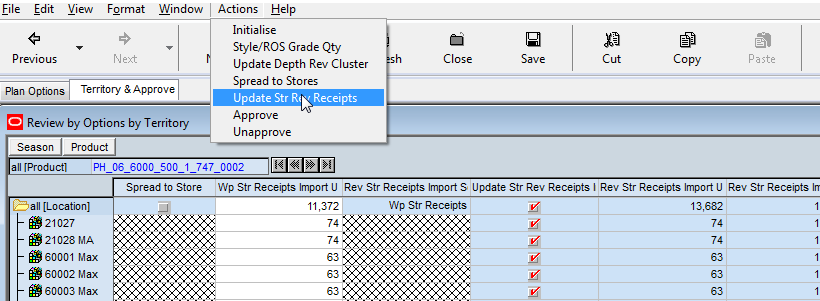 File Edit View Format Window Actions Help
Initialise
Style/ROS Grade Qty
Update Depth Rev Cluster
Spread to Stores
Update Str Rev Receipts
Approve
Unapprove
Previous Next Close Save Cut Copy Paste
Plan Options Territory & Approve
Review by Options by Territory
Season Product
all [Product] PH_06_6000_500_1_747_0002
Spread to Store Wp Str Receipts Import U Rev Str Receipts Import S Update Str Rev Receipts I Rev Str Receipts Import U Rev Str Receipts Im
all [Location] 11,372 Wp Str Receipts 13,682 1
21027 74 74
21028 MA 74 74
60001 Max 63 63 1
60002 Max 63 63 1
60003 Max 63 63 1